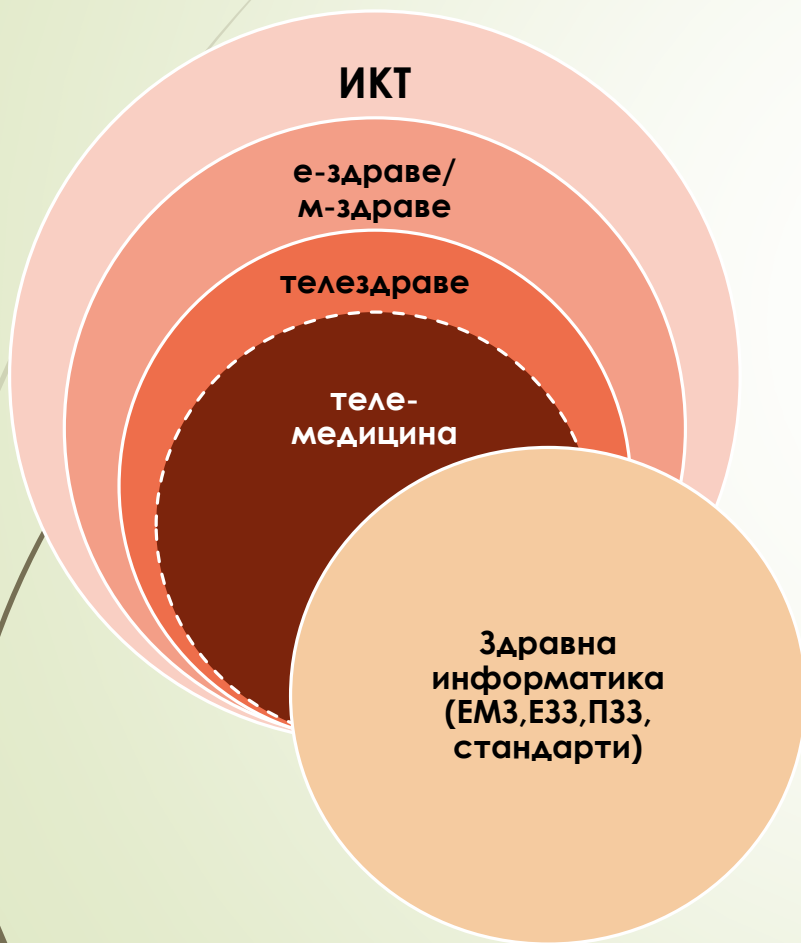 ИКТ
е-здраве/
м-здраве
телездраве
теле-
медицина
Здравна
информатика
(ЕМЗ,ЕЗЗ,ПЗЗ,
стандарти)